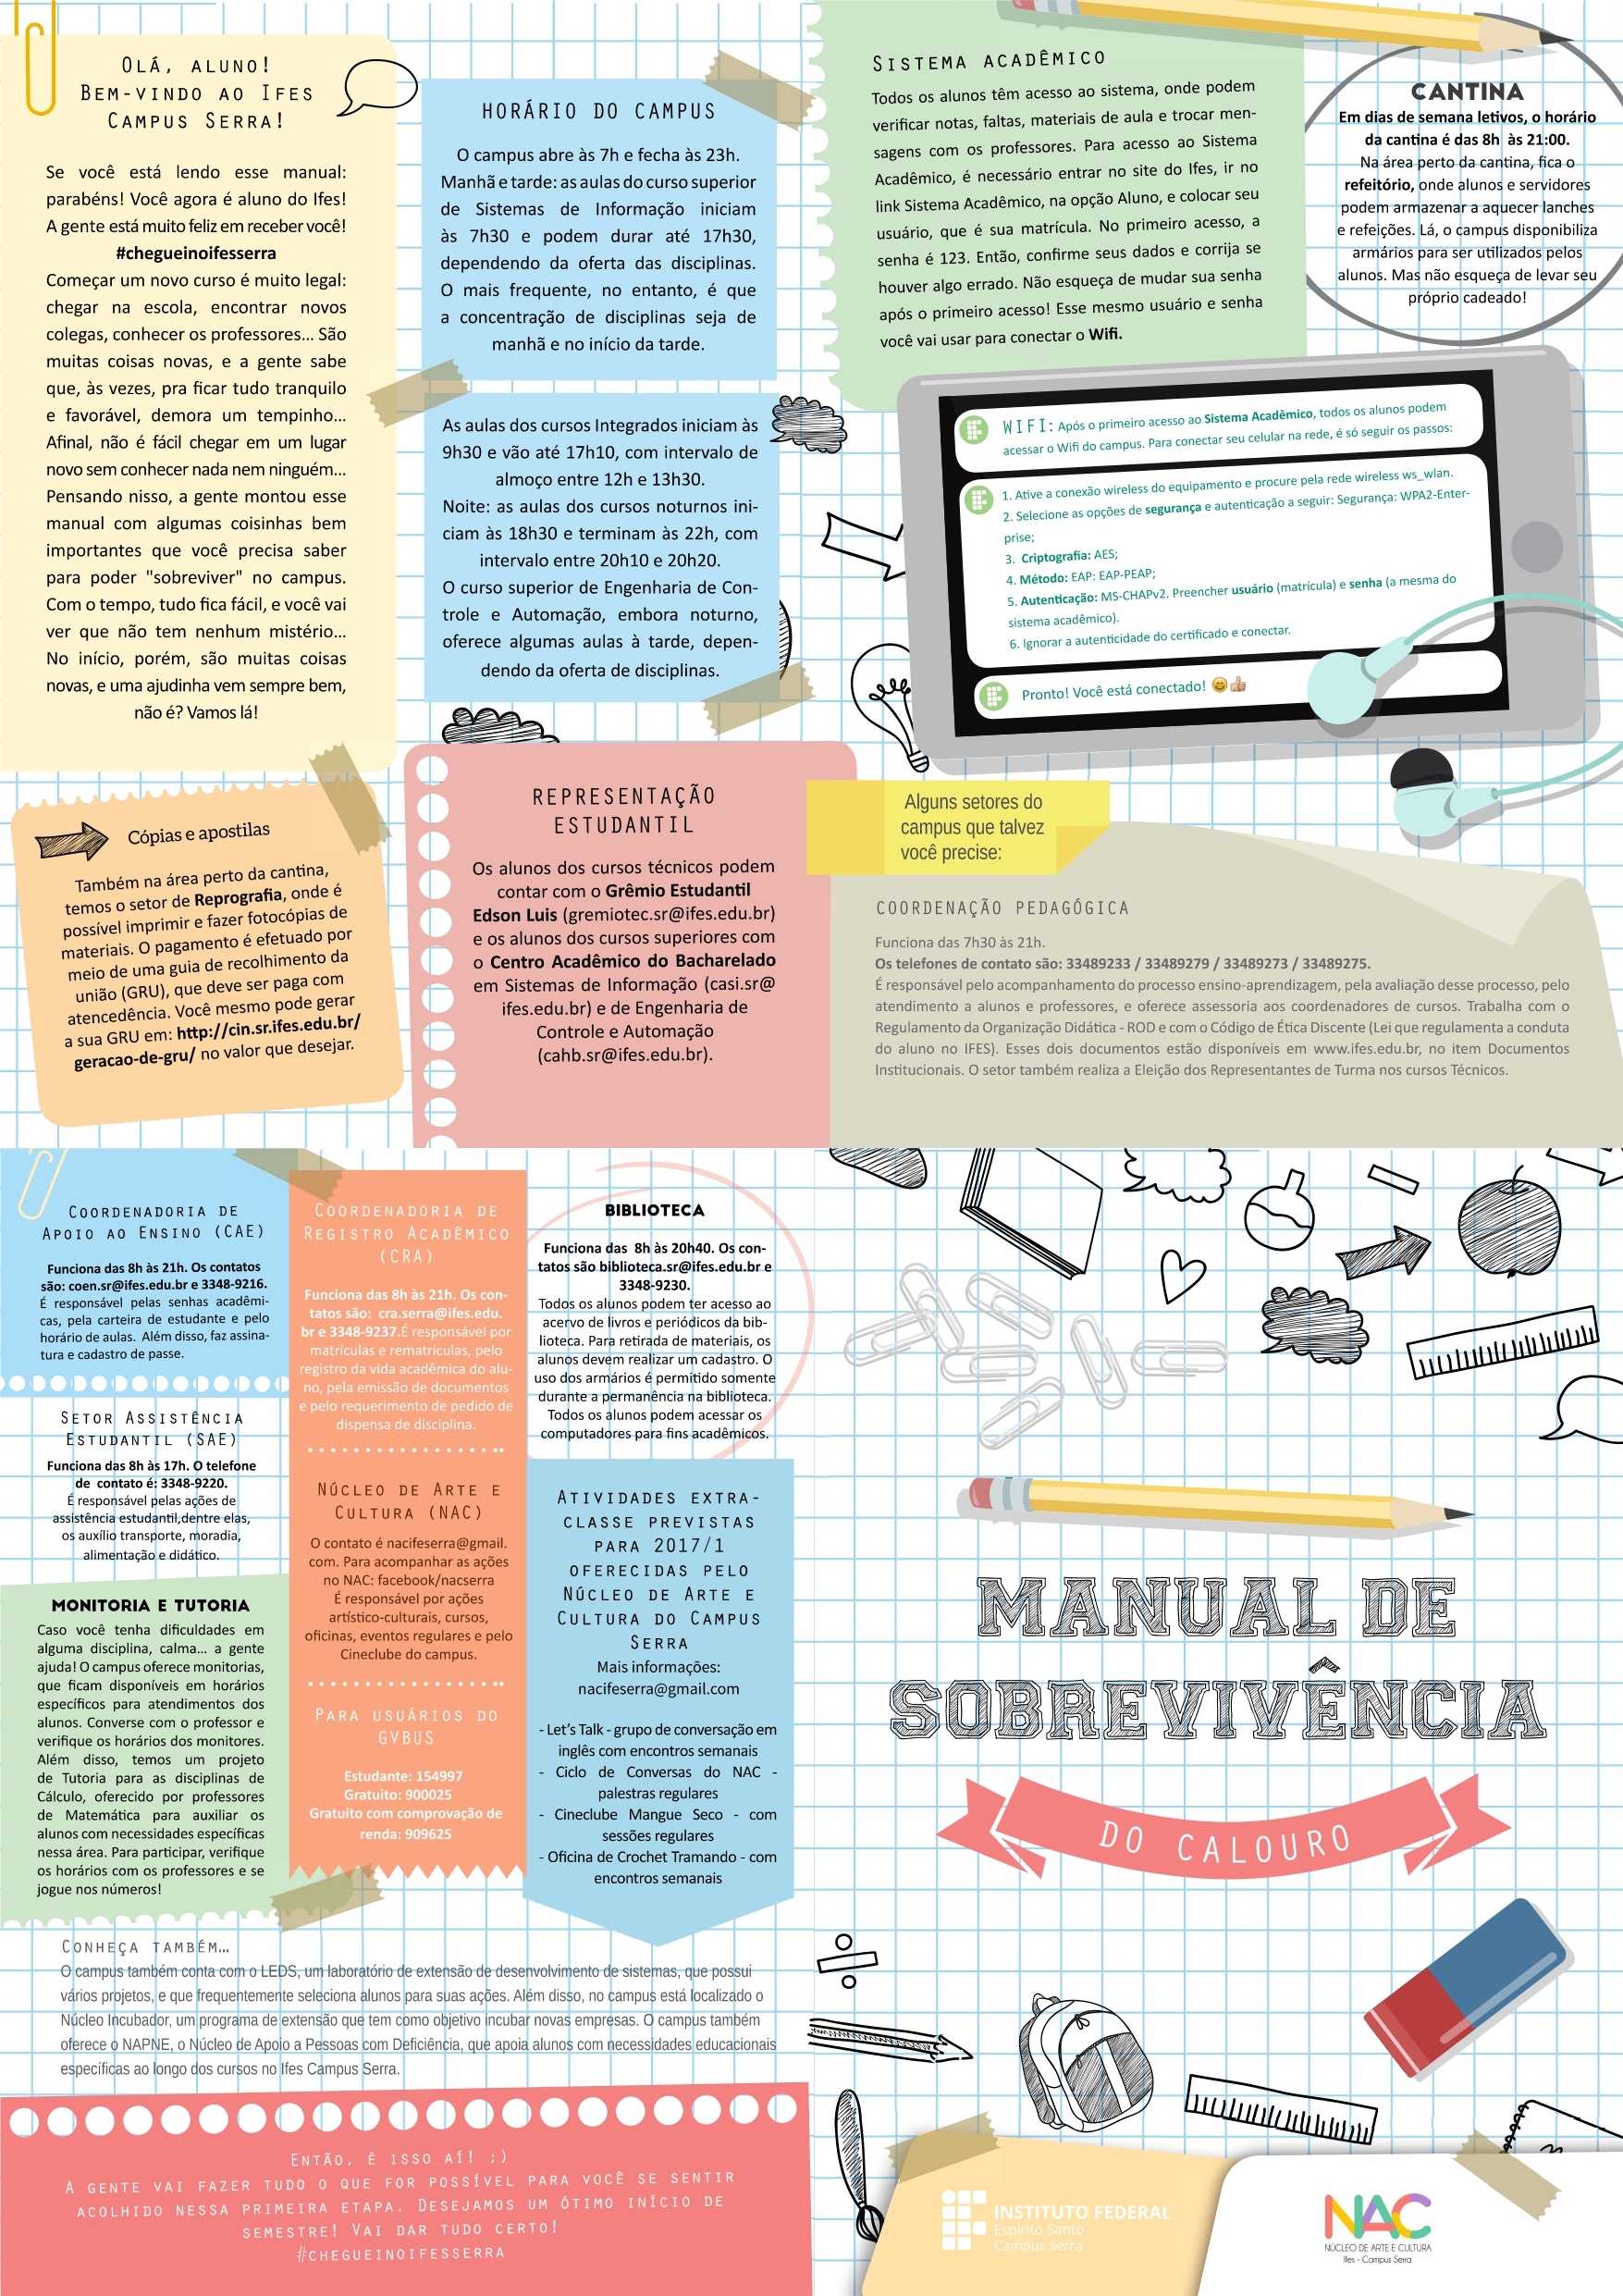 Olá, aluno!
Bem-vindo ao Ifes
Campus Serra!
Se você está lendo esse manual:
parabéns! Você agora é aluno do Ifes!
A gente está muito feliz em receber você!
#chegueinoifesserra
Começar um novo curso é muito legal:
chegar na escola, encontrar novos
colegas, conhecer os professores... São
muitas coisas novas, e a gente sabe
que, às vezes, pra ficar tudo tranquilo
e favorável, demora um tempinho...
Afinal, não é fácil chegar em um lugar
novo sem conhecer nada nem ninguém...
Pensando nisso, a gente montou esse
manual com algumas coisinhas bem
importantes que você precisa saber
para poder "sobreviver" no campus.
Com o tempo, tudo fica fácil, e você vai
ver que não tem nenhum mistério...
No início, porém, são muitas coisas
novas, e uma ajudinha vem sempre bem,
não é? Vamos lá!
Cópias e apostilas
Também na área perto da cantina,
temos o setor de Reprografia, onde é
possível imprimir e fazer fotocópias de
materiais. O pagamento é efetuado por
meio de uma guia de recolhimento da
união (GRU), que deve ser paga com
atencedência. Você mesmo pode gerar
a sua GRU em: http://cin.sr.ifes.edu.br/
geracao-de-gru/ no valor que desejar.
HORÁRIO DO CAMPUS
O campus abre às 7h e fecha às 23h.
Manhã e tarde: as aulas do curso superior
de Sistemas de Informação iniciam
às 7h30 e podem durar até 17h30,
dependendo da oferta das disciplinas.
O mais frequente, no entanto, é que
a concentração de disciplinas seja de
manhã e no início da tarde.
As aulas dos cursos Integrados iniciam às
9h30 e vão até 17h10, com intervalo de
almoço entre 12h e 13h30.
Noite: as aulas dos cursos noturnos ini-
ciam às 18h30 e terminam às 22h, com
intervalo entre 20h10 e 20h20.
O curso superior de Engenharia de Con-
trole e Automação, embora noturno,
oferece algumas aulas à tarde, depen-
dendo da oferta de disciplinas.
REPRESENTAÇÃO
ESTUDANTIL
Os alunos dos cursos técnicos podem
contar com o Grêmio Estudantil
Edson Luis (gremiotec.sr@ifes.edu.br)
e os alunos dos cursos superiores com
o Centro Acadêmico do Bacharelado
em Sistemas de Informação (casi.sr@
ifes.edu.br) e de Engenharia de
Controle e Automação
(cahb.sr@ifes.edu.br).
Sistema acadêmico
Todos os alunos têm acesso ao sistema, onde podem
verificar notas, faltas, materiais de aula e trocar men-
sagens com os professores. Para acesso ao Sistema
Acadêmico, é necessário entrar no site do Ifes, ir no
link Sistema Acadêmico, na opção Aluno, e colocar seu
usuário, que é sua matrícula. No primeiro acesso, a
senha é 123. Então, confirme seus dados e corrija se
houver algo errado. Não esqueça de mudar sua senha
após o primeiro acesso! Esse mesmo usuário e senha
você vai usar para conectar o Wifi.
CANTINA
Em dias de semana letivos, o horário
da cantina é das 8h às 21:00.
Na área perto da cantina, fica o
refeitório, onde alunos e servidores
podem armazenar a aquecer lanches
e refeições. Lá, o campus disponibiliza
armários para ser utilizados pelos
alunos. Mas não esqueça de levar seu
próprio cadeado!
WIFI: Após o primeiro acesso ao Sistema Acadêmico, todos os alunos podem
acessar o Wifi do campus. Para conectar seu celular na rede, é só seguir os passos:
1. Ative a conexão wireless do equipamento e procure pela rede wireless ws_wlan.
2. Selecione as opções de segurança e autenticação a seguir: Segurança: WPA2-Enter-
prise;
3. Criptografia: AES;
4. Método: EAP: EAP-PEAP;
5. Autenticação: MS-CHAPv2. Preencher usuário (matrícula) e senha (a mesma do
sistema acadêmico).
6. Ignorar a autenticidade do certificado e conectar.
Pronto! Você está conectado! 😀👍
Alguns setores do
campus que talvez
você precise:
COORDENAÇÃO PEDAGÓGICA
Funciona das 7h30 às 21h.
Os telefones de contato são: 33489233 / 33489279 / 33489273 / 33489275.
É responsável pelo acompanhamento do processo ensino-aprendizagem, pela avaliação desse processo, pelo
atendimento a alunos e professores, e oferece assessoria aos coordenadores de cursos. Trabalha com o
Regulamento da Organização Didática - ROD e com o Código de Ética Discente (Lei que regulamenta a conduta
do aluno no IFES). Esses dois documentos estão disponíveis em www.ifes.edu.br, no item Documentos
Institucionais. O setor também realiza a Eleição dos Representantes de Turma nos cursos Técnicos.
Coordenadoria de
Apoio ao Ensino (CAE)
Funciona das 8h às 21h. Os contatos
são: coen.sr@ifes.edu.br e 3348-9216.
É responsável pelas senhas acadêmi-
cas, pela carteira de estudante e pelo
horário de aulas. Além disso, faz assina-
tura e cadastro de passe.
Setor Assistência
Estudantil (SAE)
Funciona das 8h às 17h. O telefone
de contato é: 3348-9220.
É responsável pelas ações de
assistência estudantil,dentre elas,
os auxílio transporte, moradia,
alimentação e didático.
MONITORIA E TUTORIA
Caso você tenha dificuldades em
alguma disciplina, calma... a gente
ajuda! O campus oferece monitorias,
que ficam disponíveis em horários
específicos para atendimentos dos
alunos. Converse com o professor e
verifique os horários dos monitores.
Além disso, temos um projeto
de Tutoria para as disciplinas de
Cálculo, oferecido por professores
de Matemática para auxiliar os
alunos com necessidades específicas
nessa área. Para participar, verifique
os horários com os professores e se
jogue nos números!
Coordenadoria de
Registro Acadêmico
(CRA)
Funciona das 8h às 21h. Os con-
tatos são: cra.serra@ifes.edu.
br e 3348-9237.É responsável por
matrículas e rematrículas, pelo
registro da vida acadêmica do alu-
no, pela emissão de documentos
e pelo requerimento de pedido de
dispensa de disciplina.
Núcleo de Arte e
Cultura (NAC)
O contato é nacifeserra@gmail.
com. Para acompanhar as ações
no NAC: facebook/nacserra
É responsável por ações
artístico-culturais, cursos,
oficinas, eventos regulares e pelo
Cineclube do campus.
Para usuários do
GVBUS
Estudante: 154997
Gratuito: 900025
Gratuito com comprovação de
renda: 909625
BIBLIOTECA
Funciona das 8h às 20h40. Os con-
tatos são biblioteca.sr@ifes.edu.br e
3348-9230.
Todos os alunos podem ter acesso ao
acervo de livros e periódicos da bib-
lioteca. Para retirada de materiais, os
alunos devem realizar um cadastro. O
uso dos armários é permitido somente
durante a permanência na biblioteca.
Todos os alunos podem acessar os
computadores para fins acadêmicos.
Atividades extra-
classe previstas
para 2017/1
oferecidas pelo
Núcleo de Arte e
Cultura do Campus
Serra
Mais informações:
nacifeserra@gmail.com
- Let's Talk - grupo de conversação em
inglês com encontros semanais
- Ciclo de Conversas do NAC -
palestras regulares
- Cineclube Mangue Seco - com
sessões regulares
- Oficina de Crochet Tramando - com
encontros semanais
Conheça também...
O campus também conta com o LEDS, um laboratório de extensão de desenvolvimento de sistemas, que possui
vários projetos, e que frequentemente seleciona alunos para suas ações. Além disso, no campus está localizado o
Núcleo Incubador, um programa de extensão que tem como objetivo incubar novas empresas. O campus também
oferece o NAPNE, o Núcleo de Apoio a Pessoas com Deficiência, que apoia alunos com necessidades educacionais
específicas ao longo dos cursos no Ifes Campus Serra.
Então, é isso aí! ;)
A gente vai fazer tudo o que for possível para você se sentir
acolhido nessa primeira etapa. Desejamos um ótimo início de
semestre! Vai dar tudo certo!
#chegueinoifesserra
MANUAL DE
SOBREVIVÊNCIA
DO CALOURO
INSTITUTO FEDERAL
Espírito Santo
Campus Serra
NAC
NÚCLEO DE ARTE E CULTURA
Ifes - Campus Serra